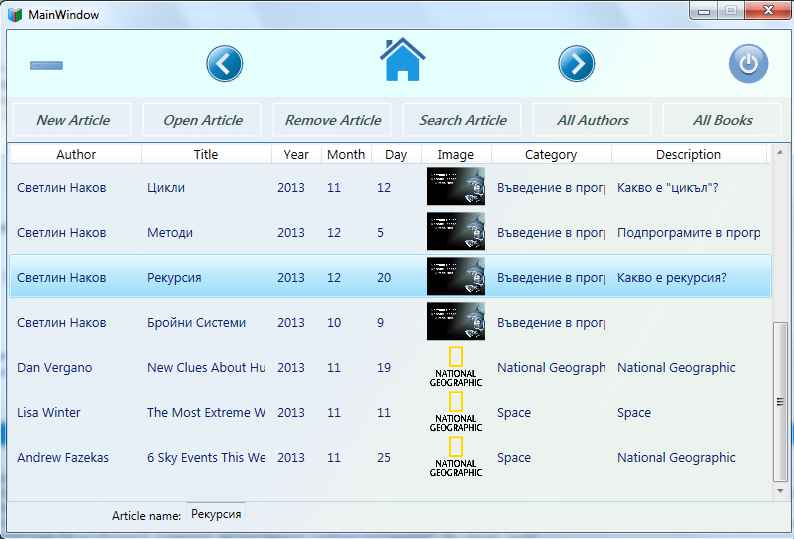 MainWindow
New Article Open Article Remove Article Search Article All Authors All Books
Author Title Year Month Day Image Category Description
Светлин Наков Цикли 2013 11 12 Въведение в прог Какво е "цикъл"?
Светлин Наков Методи 2013 12 5 Въведение в прог Подпрограмите в прогр
Светлин Наков Рекурсия 2013 12 20 Въведение в прог Какво е рекурсия?
Светлин Наков Бройни Системи 2013 10 9 Въведение в прог
Dan Vergano New Clues About Hu 2013 11 19 NATIONAL GEOGRAPHIC National Geograph National Geographic
Lisa Winter The Most Extreme W 2013 11 11 NATIONAL GEOGRAPHIC Space Space
Andrew Fazekas 6 Sky Events This We 2013 11 25 NATIONAL GEOGRAPHIC Space National Geographic
Article name: Рекурсия